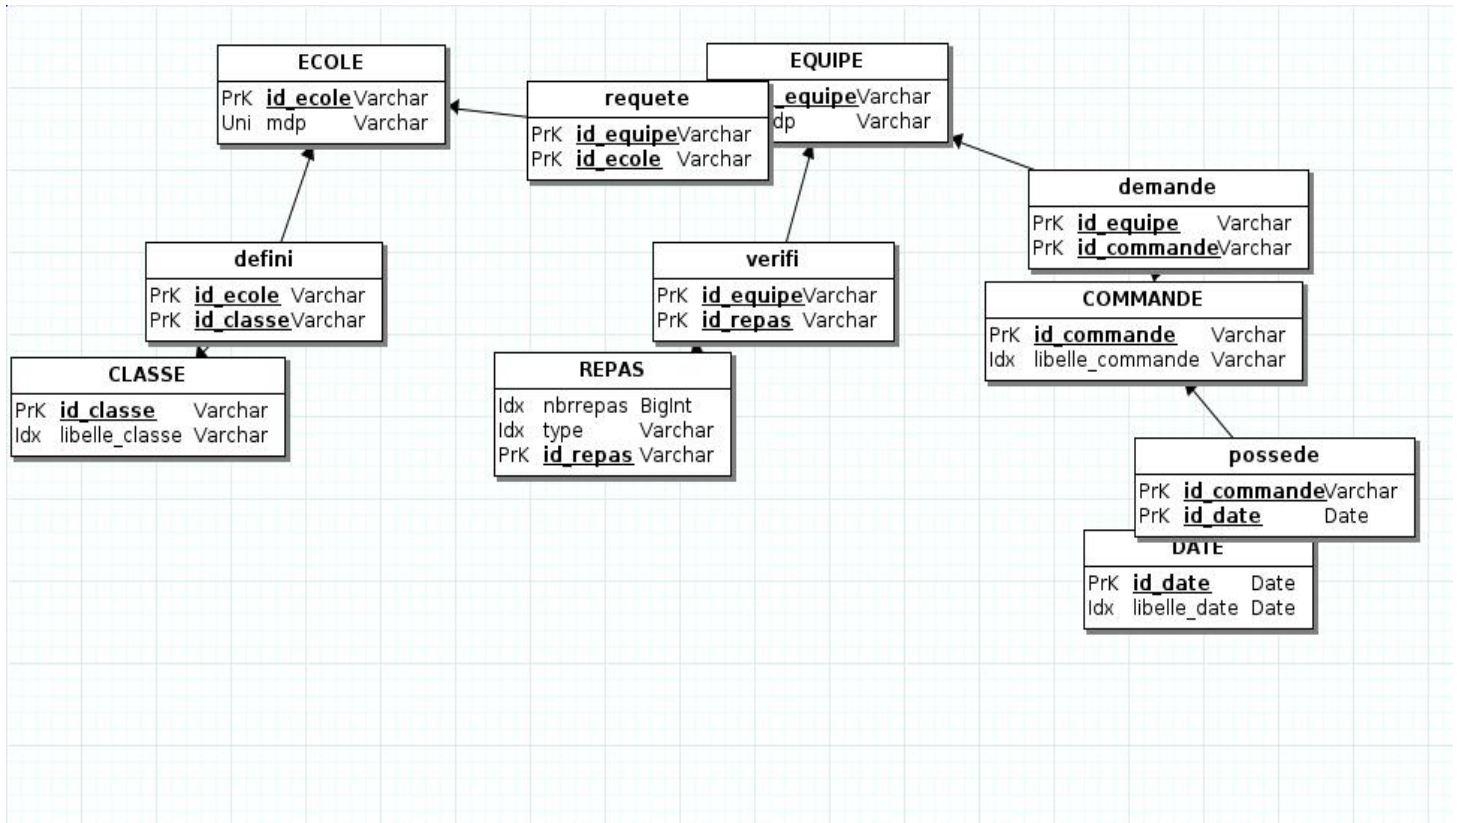 ECOLE
PrK id_ecole Varchar
Uni mdp Varchar
EQUIPE
_equipe Varchar
dp Varchar
requete
PrK id_equipe Varchar
PrK id_ecole Varchar
demande
PrK id_equipe Varchar
PrK id_commande Varchar
defini
PrK id_ecole Varchar
PrK id_classe Varchar
verifi
PrK id_equipe Varchar
PrK id_repas Varchar
COMMANDE
PrK id_commande Varchar
Idx libelle_commande Varchar
CLASSE
PrK id_classe Varchar
Idx libelle_classe Varchar
REPAS
Idx nbrrepas BigInt
Idx type Varchar
PrK id_repas Varchar
possede
PrK id_commande Varchar
PrK id_date Date
DATE
PrK id_date Date
Idx libelle_date Date